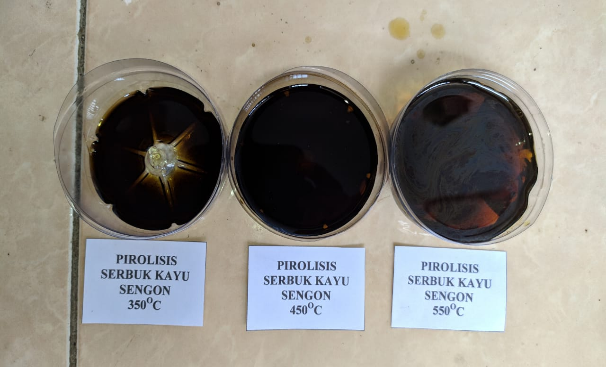 PIROLISIS
SERBUK KAYU
SENGON
350°C
PIROLISIS
SERBUK KAYU
SENGON
450°C
PIROLISIS
SERBUK KAYU
SENGON
550°C